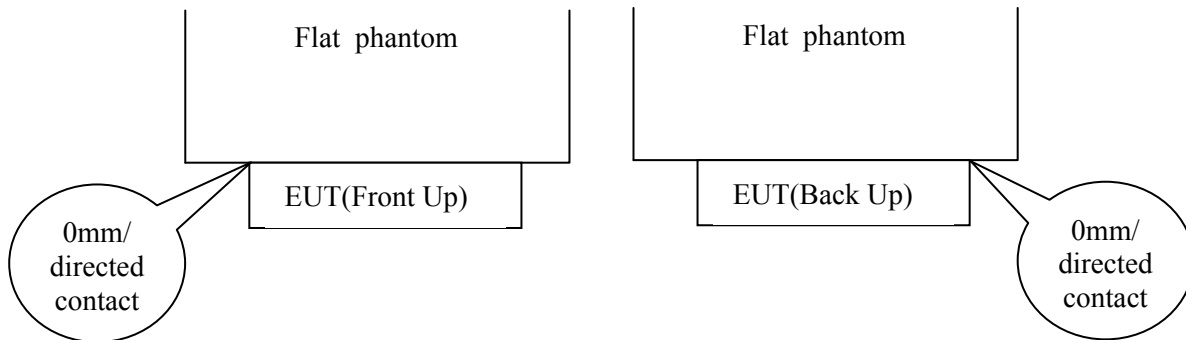 Flat phantom
EUT(Front Up)
0mm/
directed
contact
Flat phantom
EUT(Back Up)
0mm/
directed
contact